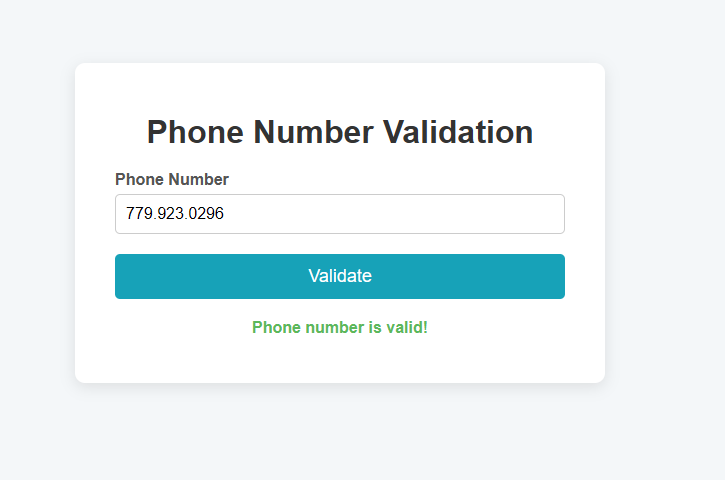 Phone Number Validation
Phone Number
779.923.0296
Validate
Phone number is valid!